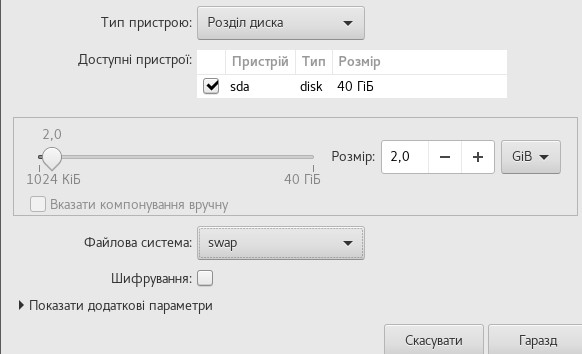 Тип пристрою: Розділ диска
Доступні пристрої: Пристрій Тип Розмір
sda disk 40 ГіБ
2,0
Розмір: 2,0 GiB
1024 КіБ 40 ГіБ
Вказати компонування вручну
Файлова система: swap
Шифрування:
Показати додаткові параметри
Скасувати Гаразд